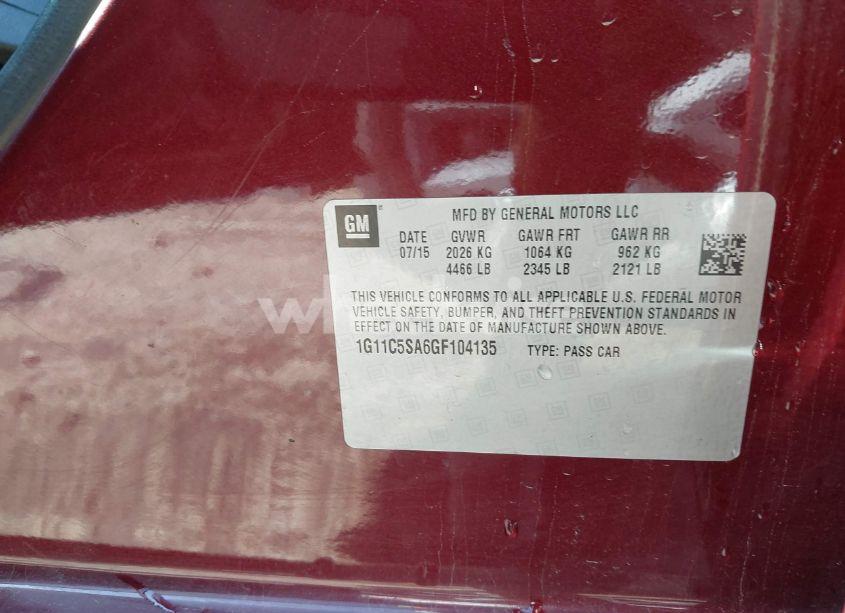 GM
MFD BY GENERAL MOTORS LLC
DATE GVWR GAWR FRT GAWR RR
07/15 2026 KG 1064 KG 962 KG
4466 LB 2345 LB 2121 LB
THIS VEHICLE CONFORMS TO ALL APPLICABLE U.S. FEDERAL MOTOR
VEHICLE SAFETY, BUMPER, AND THEFT PREVENTION STANDARDS IN
EFFECT ON THE DATE OF MANUFACTURE SHOWN ABOVE.
1G11C5SA6GF104135 TYPE: PASS CAR